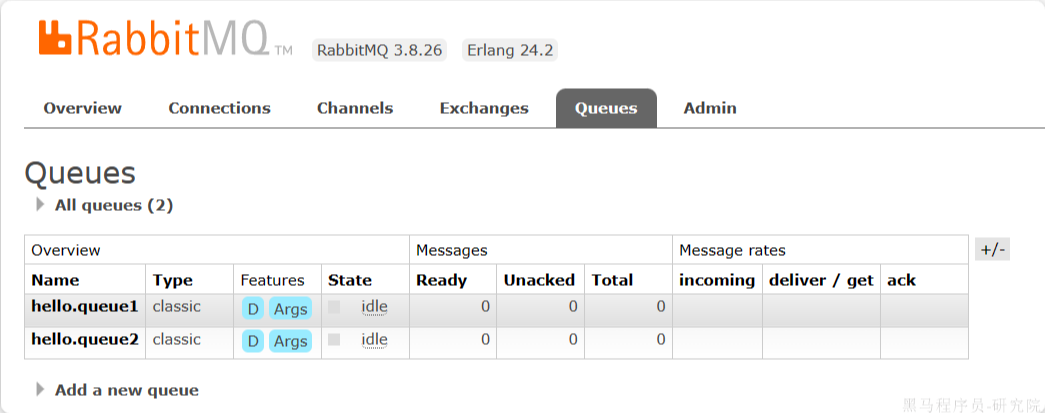 RabbitMQ TM RabbitMQ 3.8.26 Erlang 24.2
Overview Connections Channels Exchanges Queues Admin
Queues
All queues (2)
Overview Messages Message rates +/-
Name Type Features State Ready Unacked Total incoming deliver / get ack
hello.queue1 classic D Args idle 0 0 0
hello.queue2 classic D Args idle 0 0 0
Add a new queue
黑马程序员-研究院